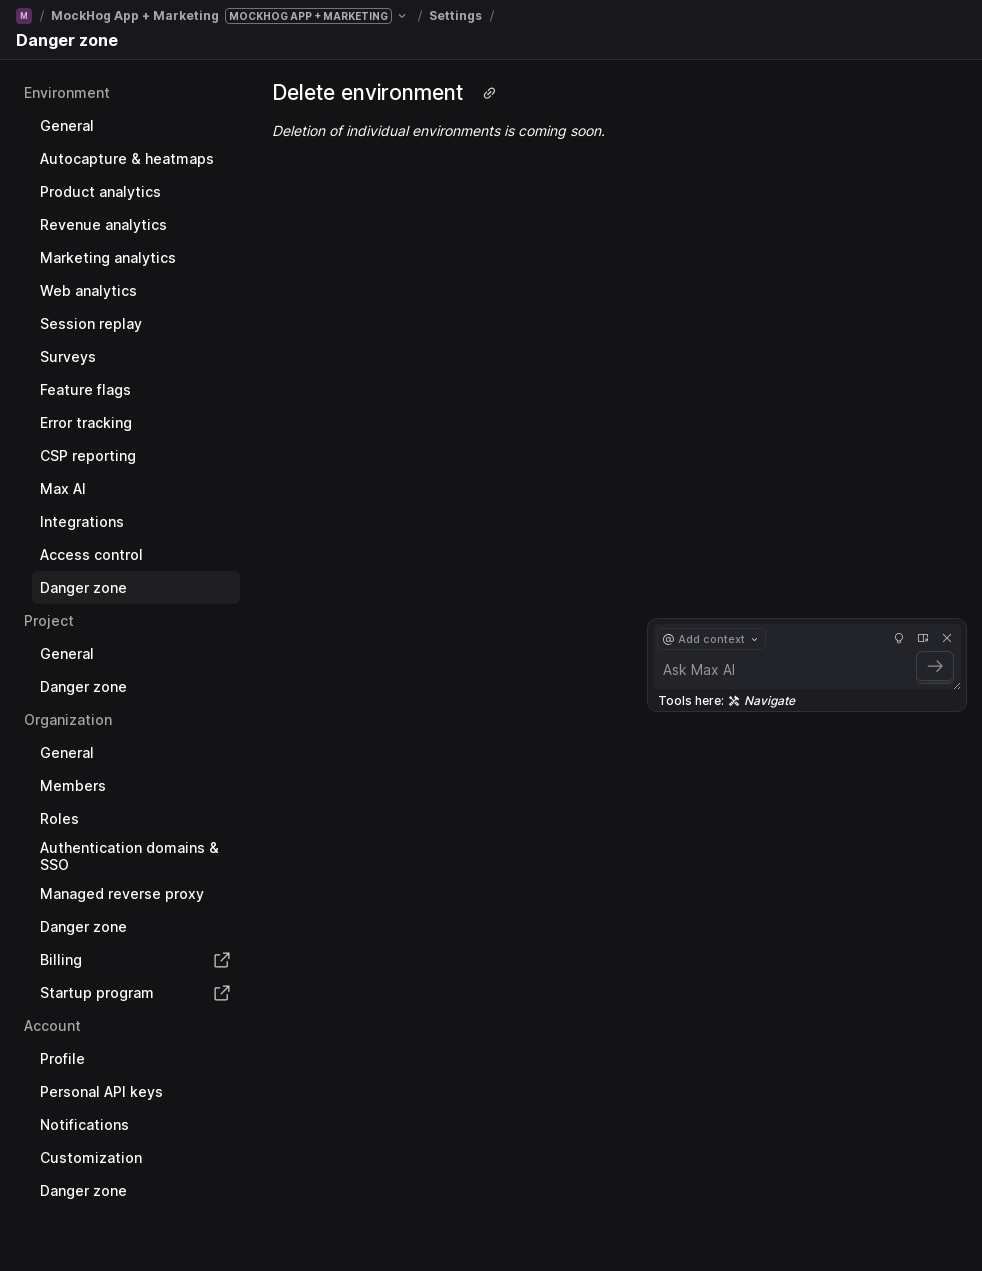 M / MockHog App + Marketing MOCKHOG APP + MARKETING / Settings /
Danger zone
Environment
General
Autocapture & heatmaps
Product analytics
Revenue analytics
Marketing analytics
Web analytics
Session replay
Surveys
Feature flags
Error tracking
CSP reporting
Max AI
Integrations
Access control
Danger zone
Project
General
Danger zone
Organization
General
Members
Roles
Authentication domains &
SSO
Managed reverse proxy
Danger zone
Billing
Startup program
Account
Profile
Personal API keys
Notifications
Customization
Danger zone
Delete environment
Deletion of individual environments is coming soon.
@ Add context
Ask Max AI
Tools here: Navigate